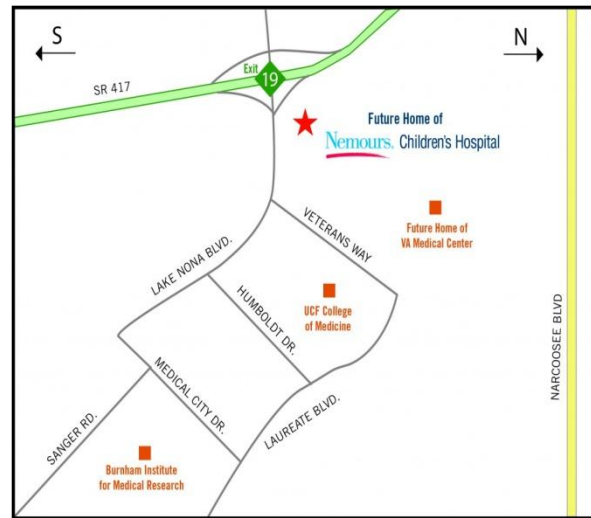 S
N
Exit
19
SR 417
Future Home of
Nemours. Children's Hospital
VETERANS WAY
Future Home of
VA Medical Center
LAKE NONA BLVD.
UCF College
of Medicine
HUMBOLDT DR.
NARCOOSEE BLVD
MEDICAL CITY DR.
LAUREATE BLVD.
SANGER RD.
Burnham Institute
for Medical Research